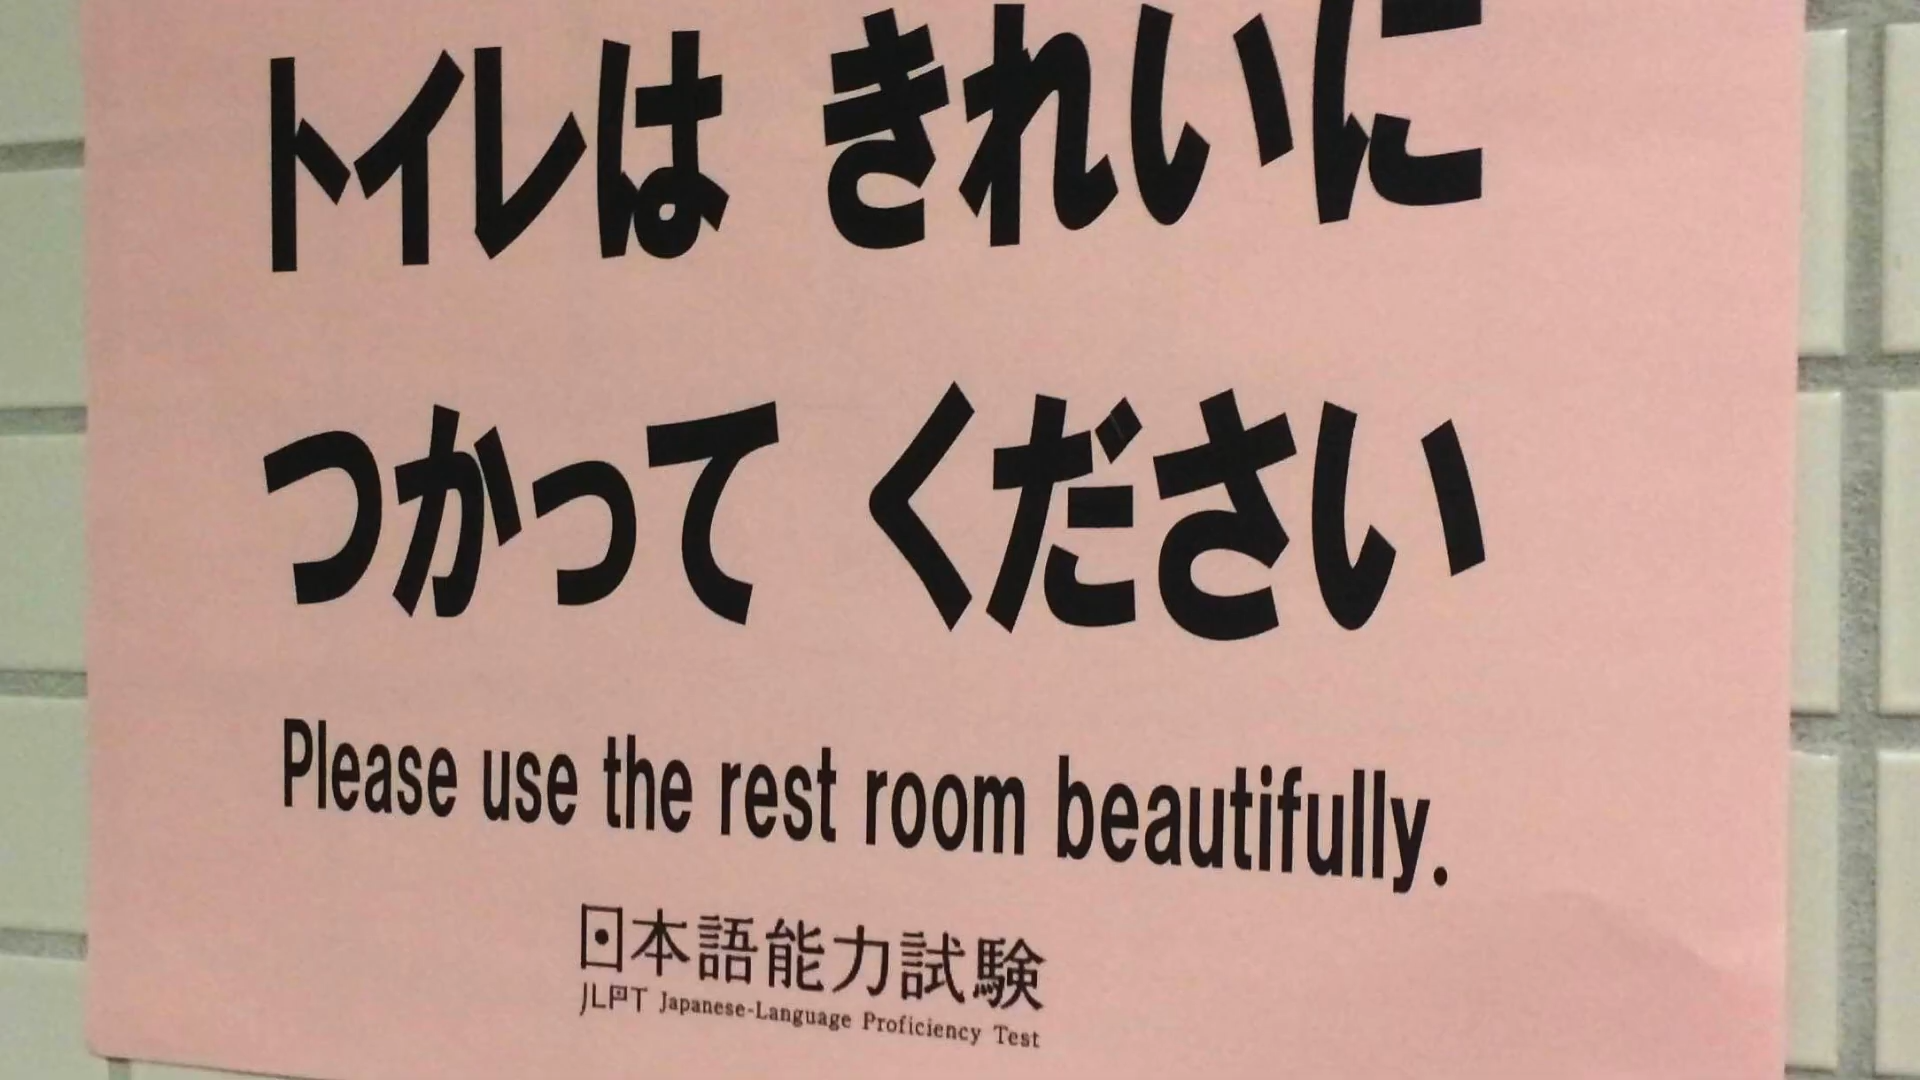 トイレは きれいに
つかって ください
Please use the rest room beautifully.
日本語能力試験
JLPT Japanese-Language Proficiency Test